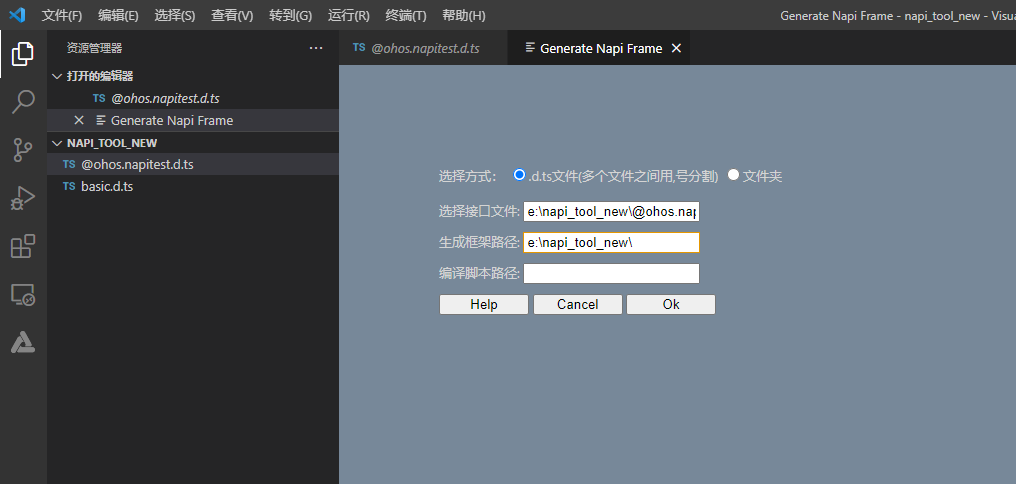 文件(F) 编辑(E) 选择(S) 查看(V) 转到(G) 运行(R) 终端(T) 帮助(H) Generate Napi Frame - napi_tool_new - Visua
资源管理器 ···
TS @ohos.napitest.d.ts Generate Napi Frame
打开的编辑器
TS @ohos.napitest.d.ts
Generate Napi Frame
NAPI_TOOL_NEW
TS @ohos.napitest.d.ts
TS basic.d.ts
选择方式: .d.ts文件(多个文件之间用,号分割) 文件夹
选择接口文件: e:\napi_tool_new\@ohos.nap
生成框架路径: e:\napi_tool_new\
编译脚本路径:
Help Cancel Ok